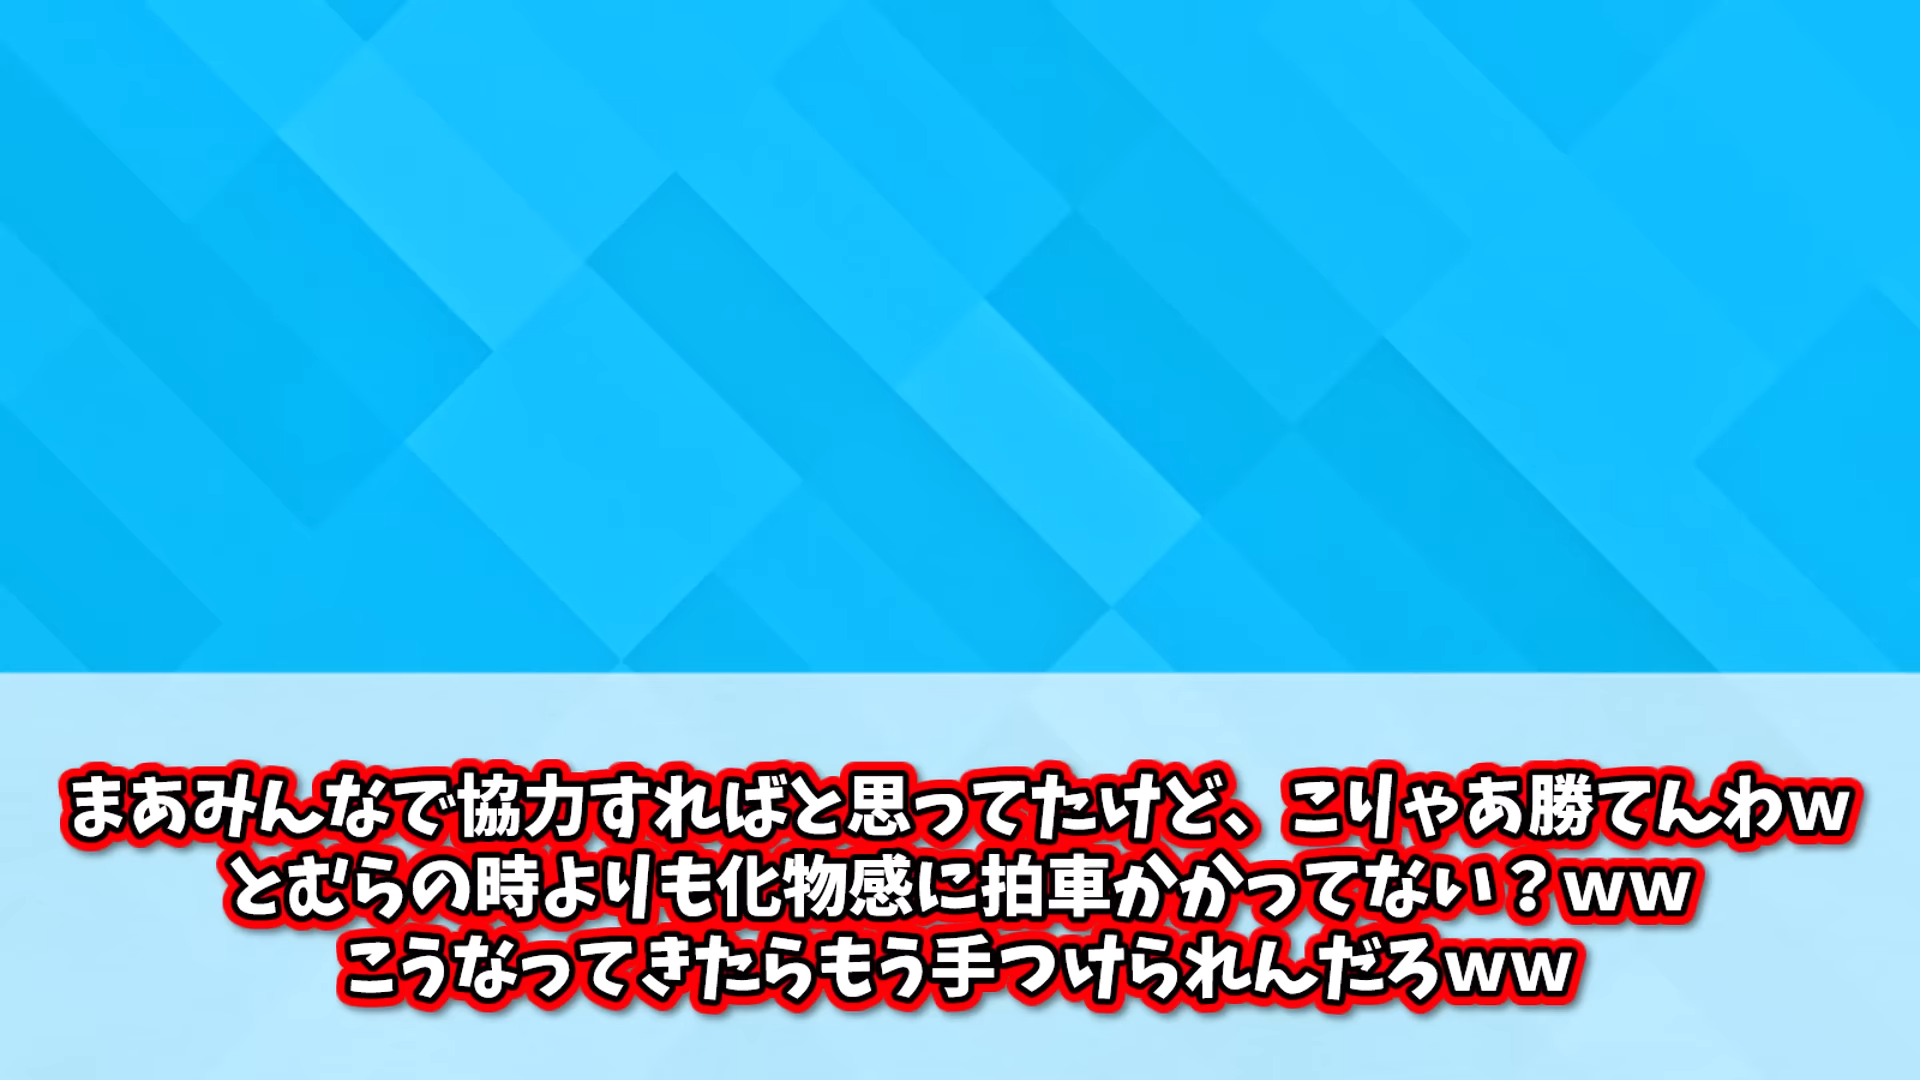 まあみんなで協力すればと思ってたけど、こりゃあ勝てんわｗ
とむらの時よりも化物感に拍車かかってない？ｗｗ
こうなってきたらもう手つけられんだろｗｗ